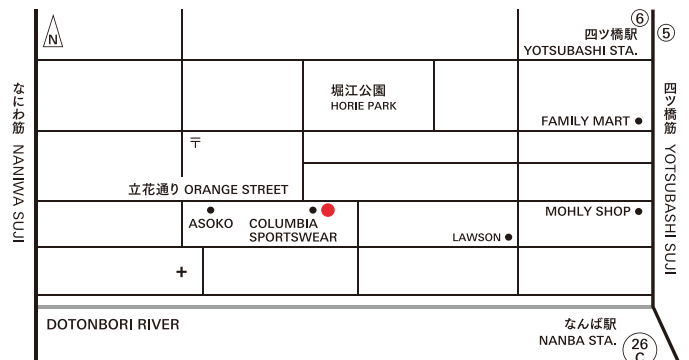 N
⑥
四ツ橋駅
YOTSUBASHI STA.
⑤
なにわ筋 NANIWA SUJI
堀江公園
HORIE PARK
四ツ橋筋 YOTSUBASHI SUJI
FAMILY MART
〒
立花通り ORANGE STREET
ASOKO
COLUMBIA
SPORTSWEAR
MOHLY SHOP
LAWSON
DOTONBORI RIVER
なんば駅
NANBA STA.
26
C